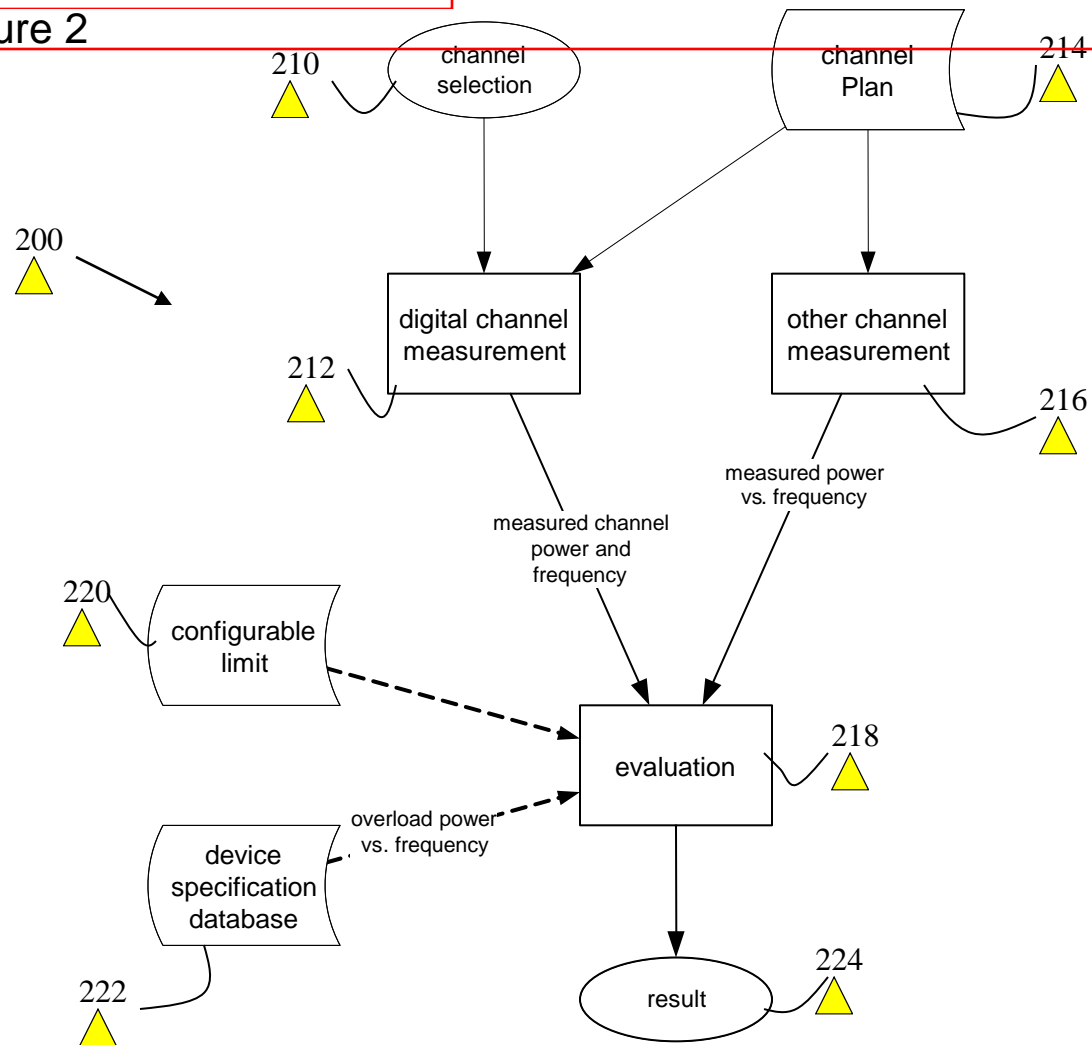 ure 2
210
channel
selection
channel
Plan
214
200
digital channel
measurement
other channel
measurement
212
216
measured power
vs. frequency
measured channel
power and
frequency
220
configurable
limit
evaluation
218
overload power
vs. frequency
device
specification
database
222
result
224